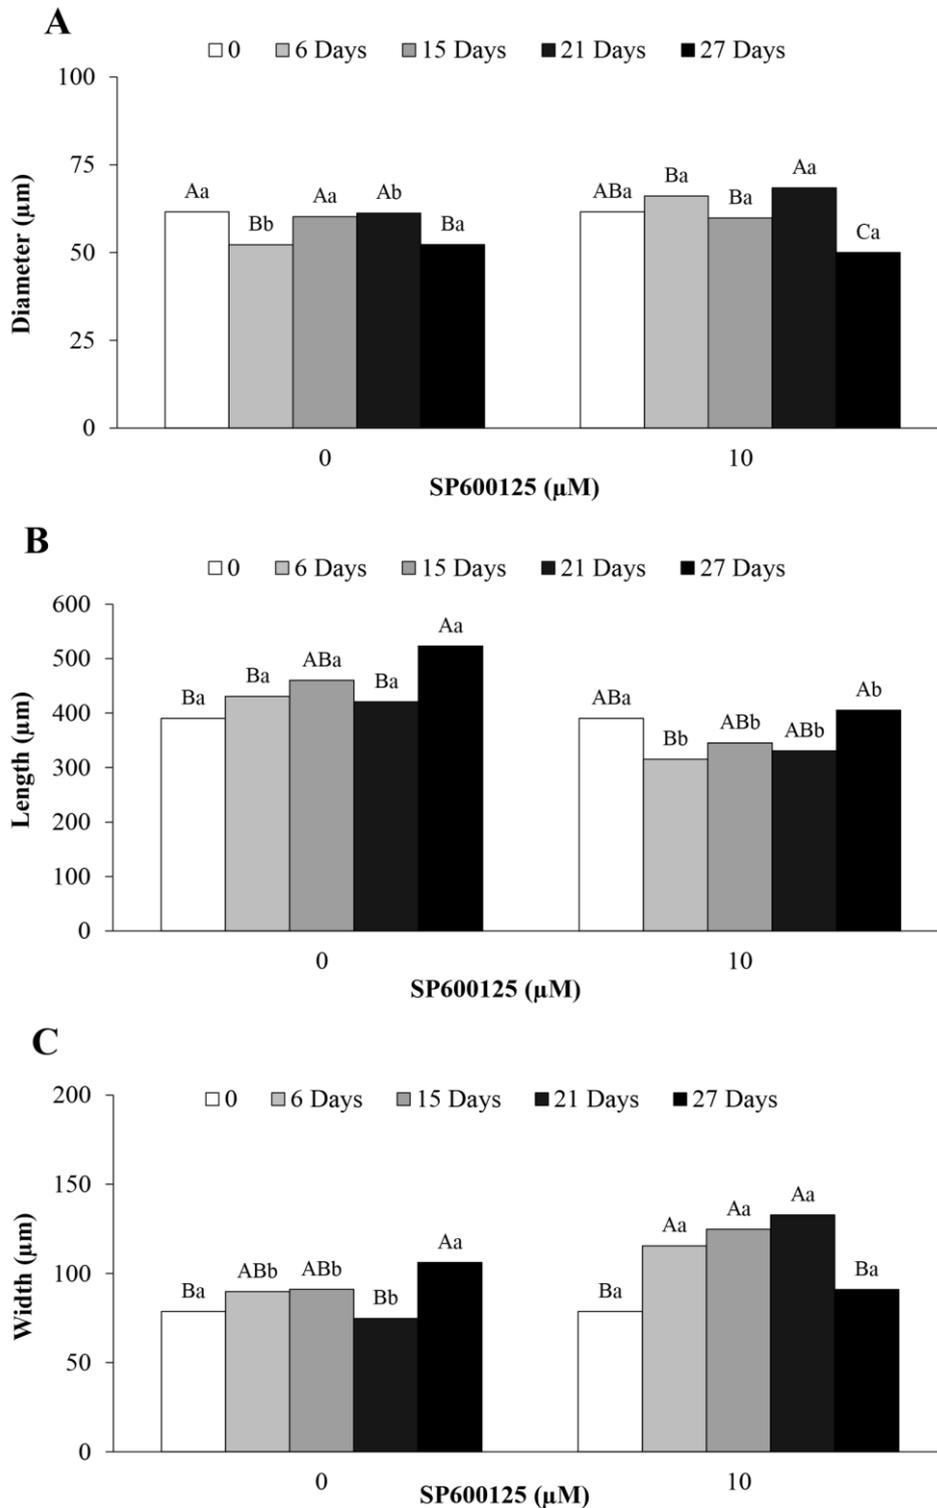 A
0 6 Days 15 Days 21 Days 27 Days
100
75
50
25
0
Diameter (µm)
Aa Bb Aa Ab Ba ABa Ba Ba Aa Ca
0 10
SP600125 (µM)
B
0 6 Days 15 Days 21 Days 27 Days
600
500
400
300
200
100
0
Length (µm)
Ba Ba ABa Ba Aa ABa Bb ABb ABb Ab
0 10
SP600125 (µM)
C
0 6 Days 15 Days 21 Days 27 Days
200
150
100
50
0
Width (µm)
Ba ABb ABb Bb Aa Ba Aa Aa Aa Ba
0 10
SP600125 (µM)